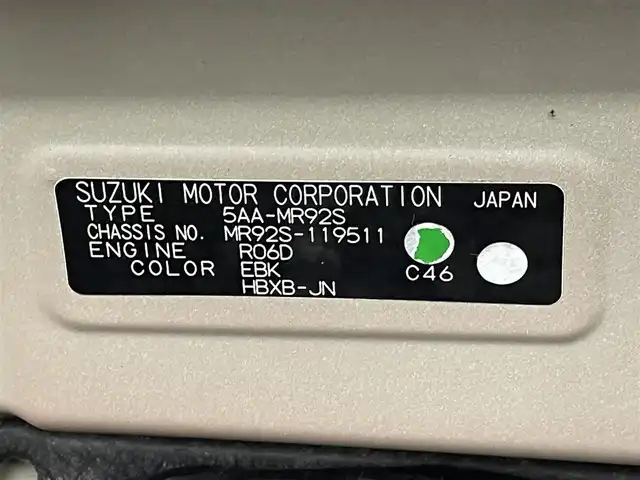 SUZUKI MOTOR CORPORATION JAPAN
TYPE 5AA-MR92S
CHASSIS NO. MR92S-119511
ENGINE R06D
COLOR EBK C46
HBXB-JN